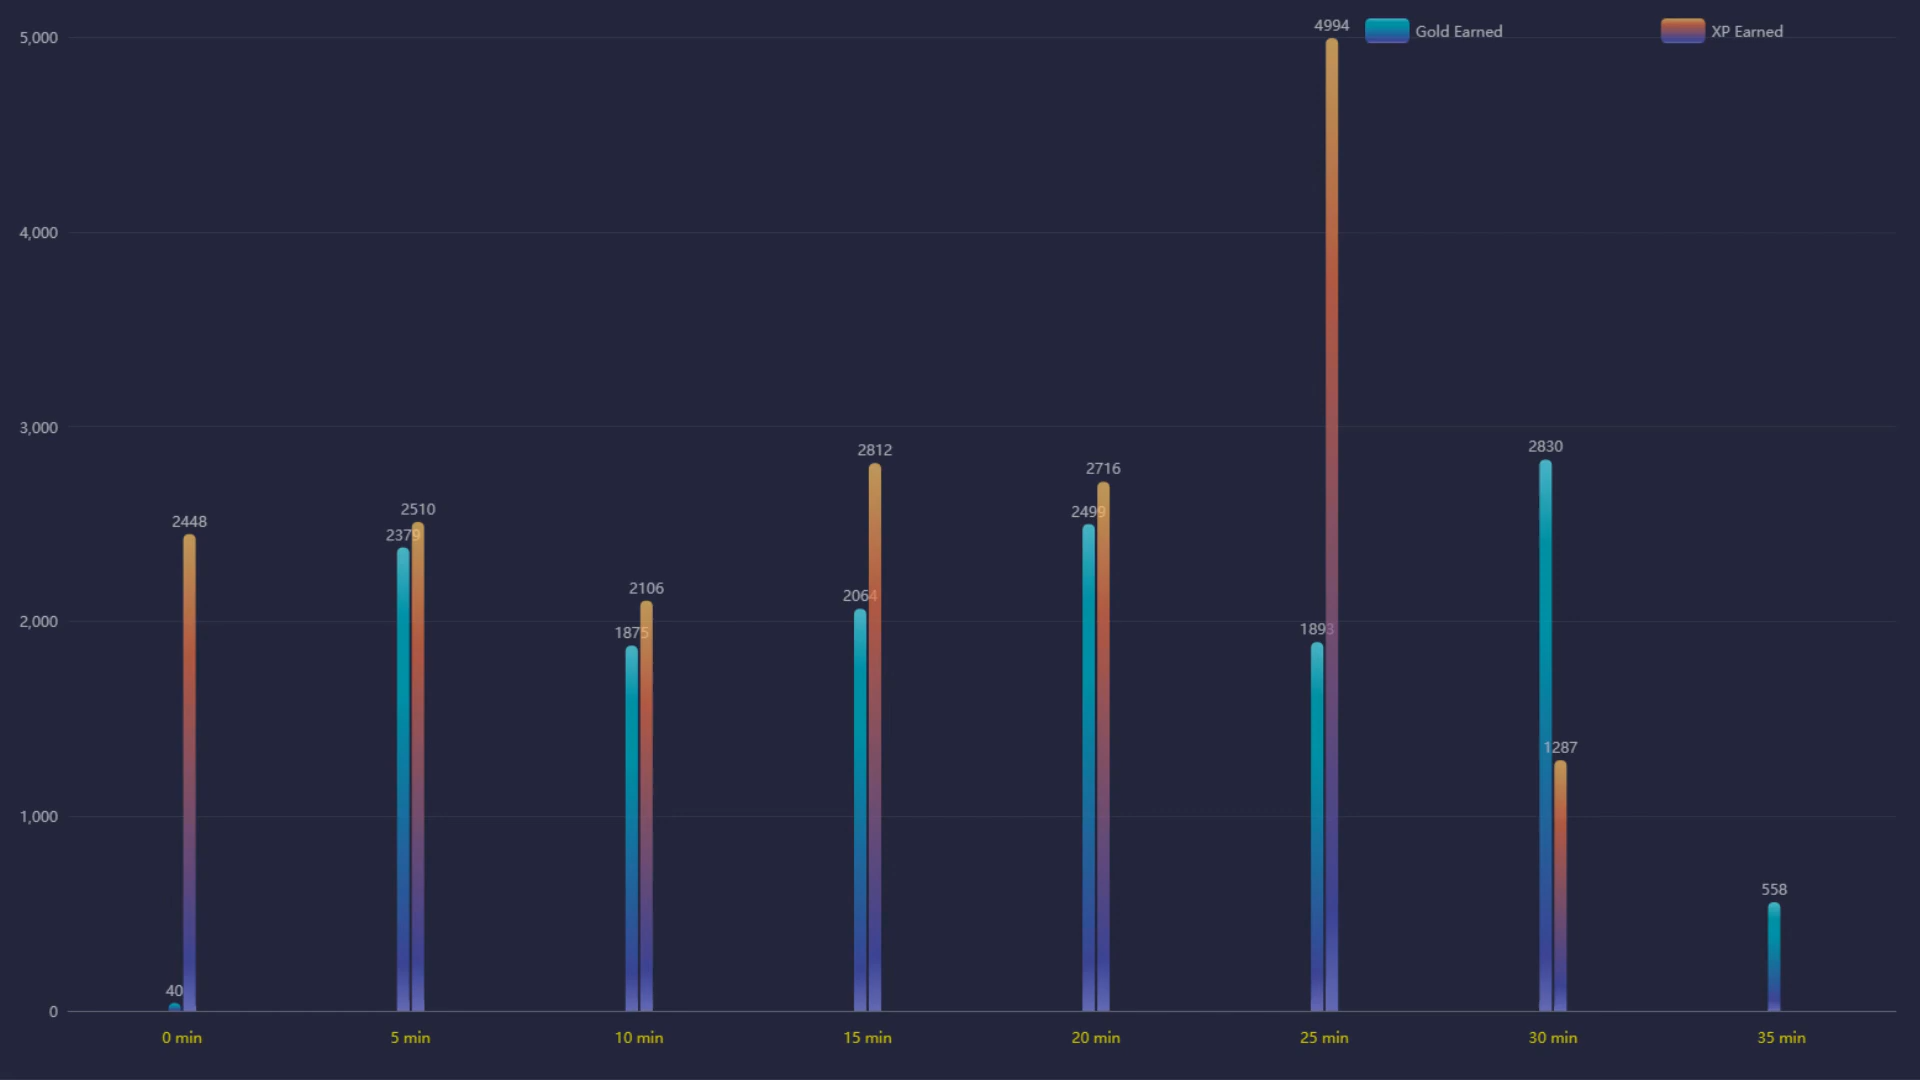 4994
Gold Earned
XP Earned
5,000
4,000
3,000
2,000
1,000
0
40
2448
2379
2510
1875
2106
2064
2812
2499
2716
1893
2830
1287
558
0 min
5 min
10 min
15 min
20 min
25 min
30 min
35 min